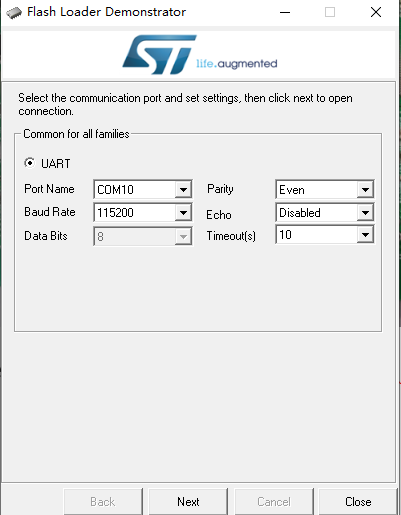 Flash Loader Demonstrator
life.augmented
Select the communication port and set settings, then click next to open
connection.
Common for all families
UART
Port Name COM10 Parity Even
Baud Rate 115200 Echo Disabled
Data Bits 8 Timeout(s) 10
Back Next Cancel Close